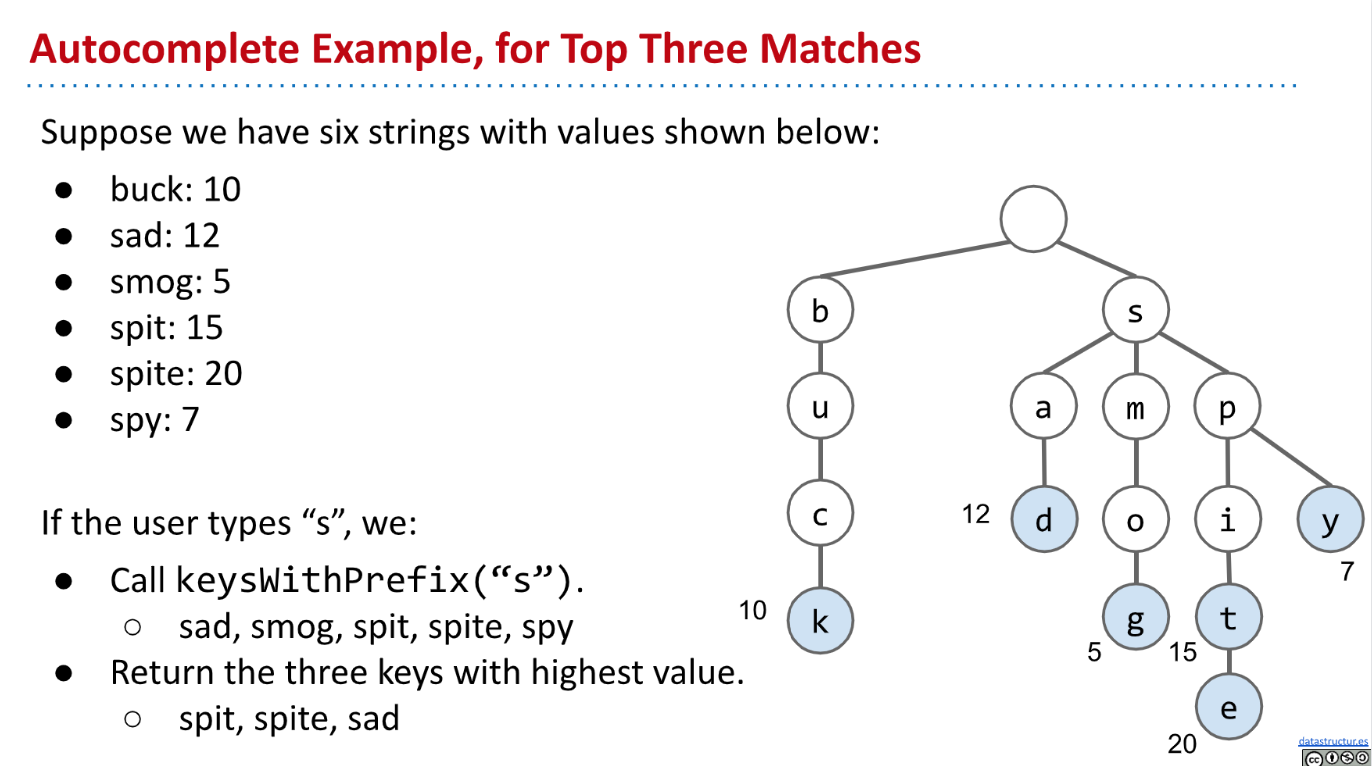 Autocomplete Example, for Top Three Matches
Suppose we have six strings with values shown below:
● buck: 10
● sad: 12
● smog: 5
● spit: 15
● spite: 20
● spy: 7
If the user types “s”, we:
● Call keysWithPrefix(“s”).
○ sad, smog, spit, spite, spy
● Return the three keys with highest value.
○ spit, spite, sad
b s
u a m p
c d o i y
12
7
k g t
10
5 15
e
20
datastructur.es
cc